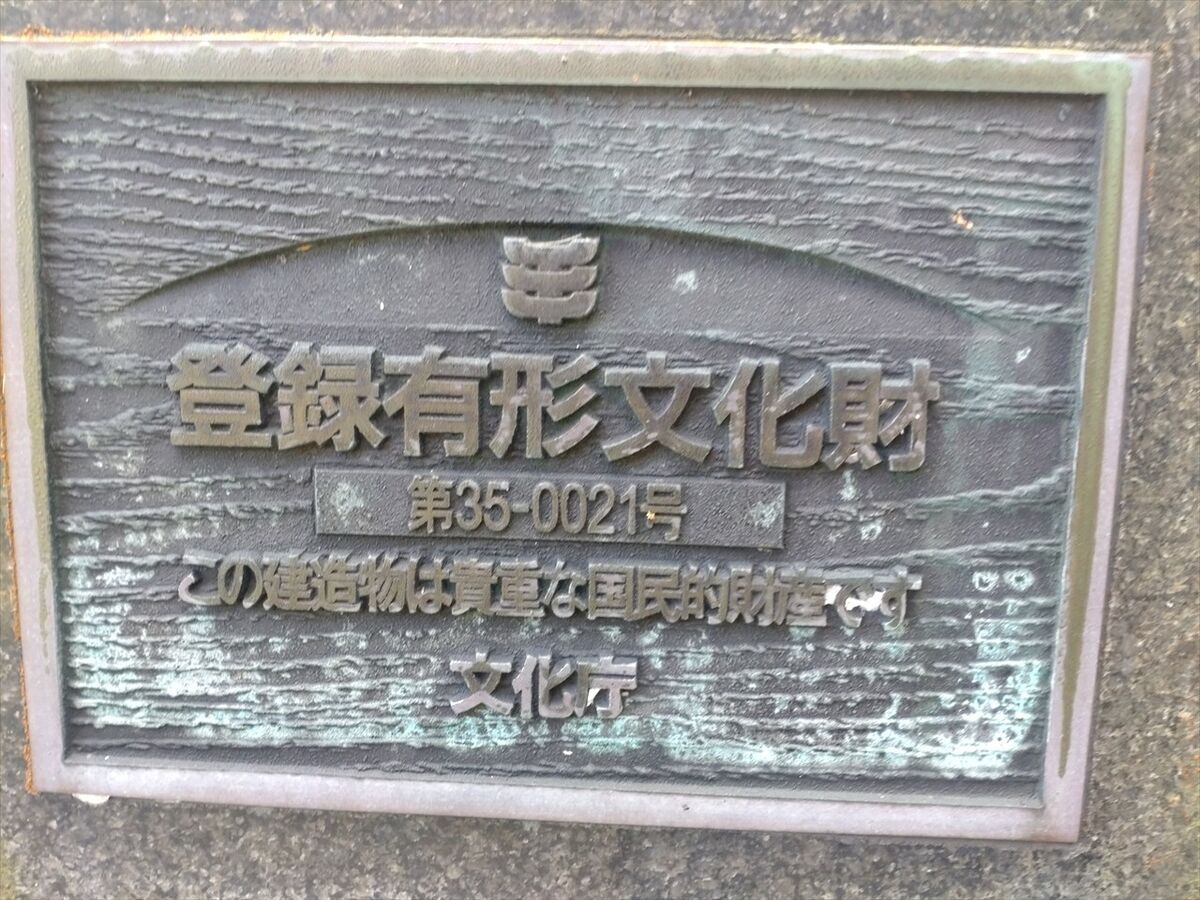 登録有形文化財
第35-0021号
この建造物は貴重な国民的財産です
文化庁